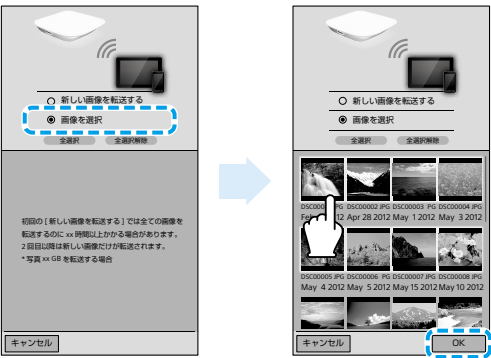 新しい画像を転送する
画像を選択
全選択 全選択解除
初回の [ 新しい画像を転送する ] では全ての画像を
転送するのに xx 時間以上かかる場合があります。
2 回目以降は新しい画像だけが転送されます。
* 写真 xx GB を転送する場合
キャンセル
新しい画像を転送する
画像を選択
全選択 全選択解除
DSC00 JPG DSC00002 JPG DSC00003 PG DSC00004 JPG
Feb 2012 Apr 28 2012 May 1 2012 May 3 2012
DSC00005 JPG DSC00006 PG DSC00007 JPG DSC00008 JPG
May 4 2012 May 5 2012 May 15 2012 May 10 2012
キャンセル OK